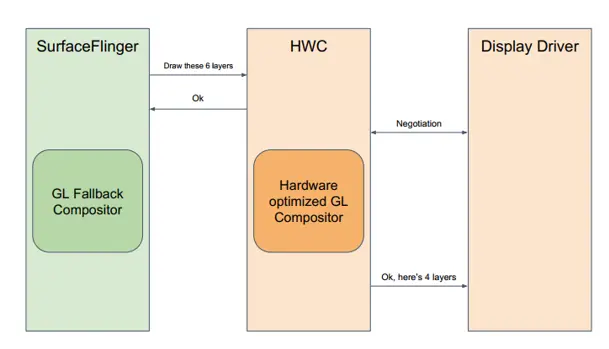 SurfaceFlinger
HWC
Display Driver
Draw these 6 layers
Ok
Negotiation
GL Fallback
Compositor
Hardware
optimized GL
Compositor
Ok, here's 4 layers